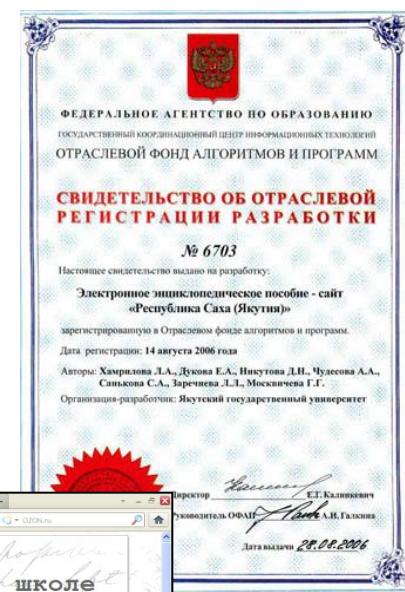 ФЕДЕРАЛЬНОЕ АГЕНТСТВО ПО ОБРАЗОВАНИЮ
ГОСУДАРСТВЕННЫЙ КООРДИНАЦИОННЫЙ ЦЕНТР ИНФОРМАЦИОННЫХ ТЕХНОЛОГИЙ
ОТРАСЛЕВОЙ ФОНД АЛГОРИТМОВ И ПРОГРАММ
СВИДЕТЕЛЬСТВО ОБ ОТРАСЛЕВОЙ
РЕГИСТРАЦИИ РАЗРАБОТКИ
№ 6703
Настоящее свидетельство выдано на разработку:
Электронное энциклопедическое пособие - сайт
«Республика Саха (Якутия)»
зарегистрированную в Отраслевом фонде алгоритмов и программ.
Дата регистрации: 14 августа 2006 года
Авторы: Хамрилова Л.А., Дукова Е.А., Никутова Д.Н., Чудесова А.А.,
Санькова С.А., Заречнева Л.Л., Москвичева Г.Г.
Организация-разработчик: Якутский государственный университет
Директор Е.Г. Калинкевич
Руководитель ОФАП А.И. Галкина
Дата выдачи 28.08.2006
OZON.ru
школе